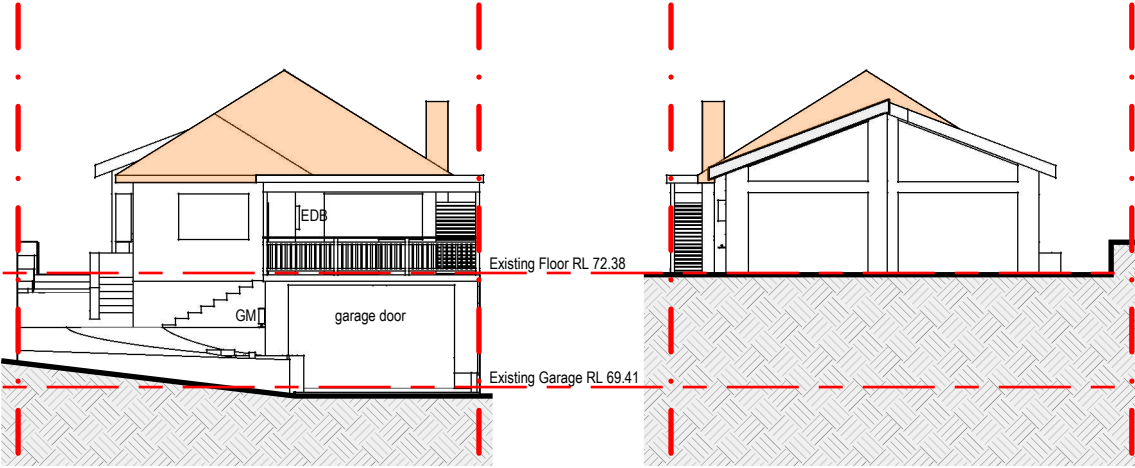 EDB
Existing Floor RL 72.38
GM
garage door
Existing Garage RL 69.41